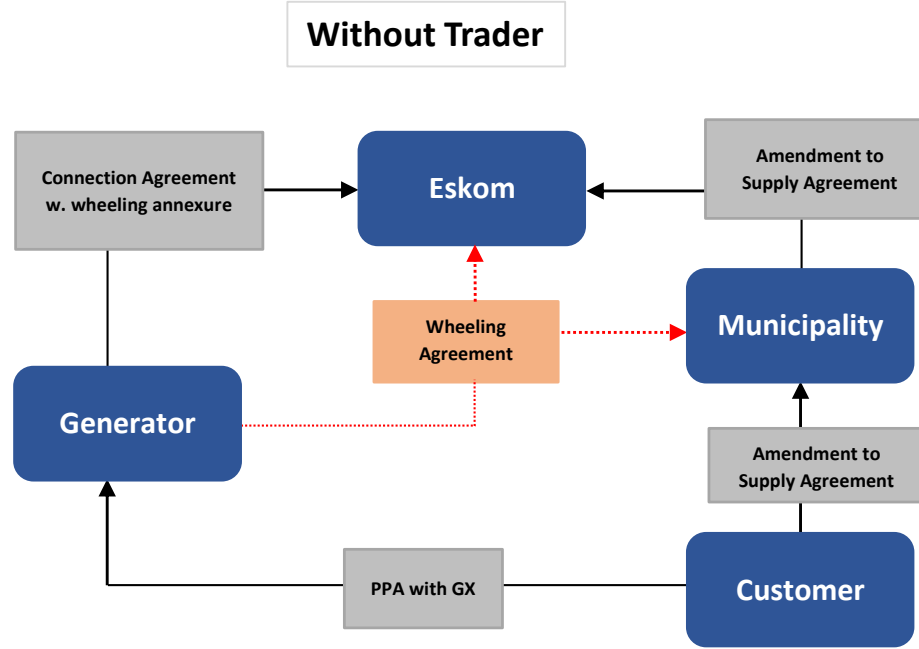 Without Trader
Connection Agreement
w. wheeling annexure
Eskom
Amendment to
Supply Agreement
Wheeling
Agreement
Municipality
Generator
Amendment to
Supply Agreement
PPA with GX
Customer